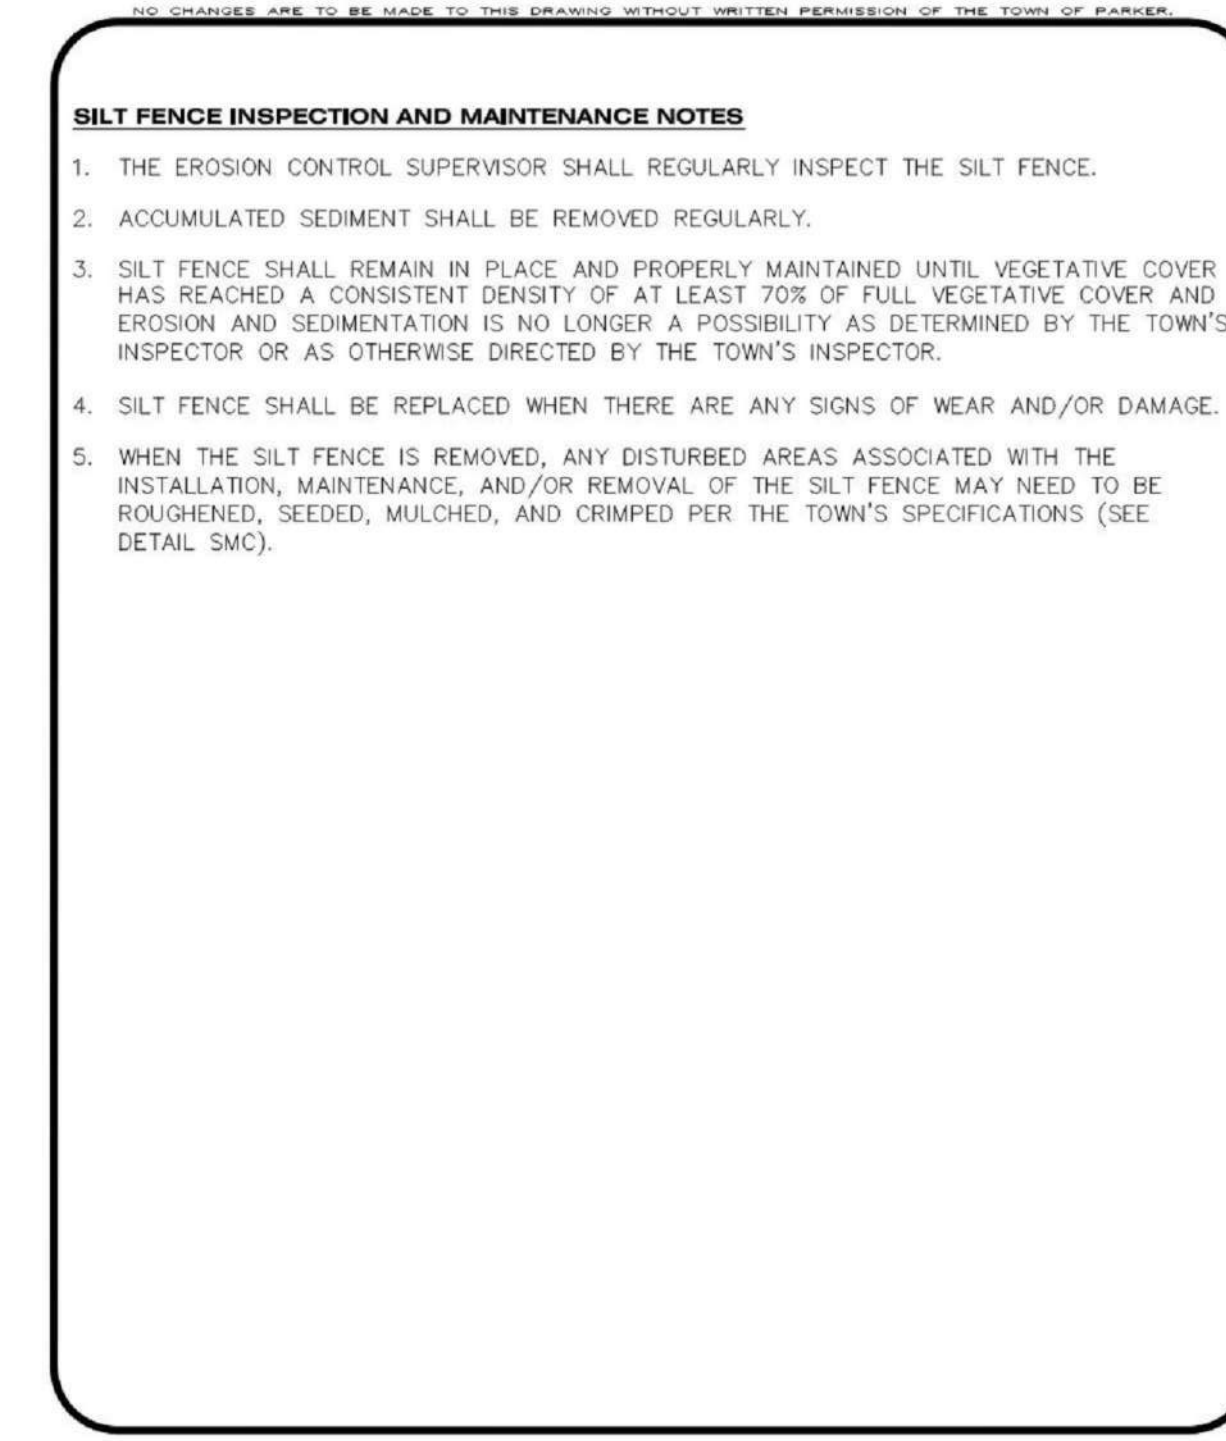 NO CHANGES ARE TO BE MADE TO THIS DRAWING WITHOUT WRITTEN PERMISSION OF THE TOWN OF PARKER.
SILT FENCE INSPECTION AND MAINTENANCE NOTES
1. THE EROSION CONTROL SUPERVISOR SHALL REGULARLY INSPECT THE SILT FENCE.
2. ACCUMULATED SEDIMENT SHALL BE REMOVED REGULARLY.
3. SILT FENCE SHALL REMAIN IN PLACE AND PROPERLY MAINTAINED UNTIL VEGETATIVE COVER
HAS REACHED A CONSISTENT DENSITY OF AT LEAST 70% OF FULL VEGETATIVE COVER AND
EROSION AND SEDIMENTATION IS NO LONGER A POSSIBILITY AS DETERMINED BY THE TOWN'S
INSPECTOR OR AS OTHERWISE DIRECTED BY THE TOWN'S INSPECTOR.
4. SILT FENCE SHALL BE REPLACED WHEN THERE ARE ANY SIGNS OF WEAR AND/OR DAMAGE.
5. WHEN THE SILT FENCE IS REMOVED, ANY DISTURBED AREAS ASSOCIATED WITH THE
INSTALLATION, MAINTENANCE, AND/OR REMOVAL OF THE SILT FENCE MAY NEED TO BE
ROUGHENED, SEEDED, MULCHED, AND CRIMPED PER THE TOWN'S SPECIFICATIONS (SEE
DETAIL SMC).